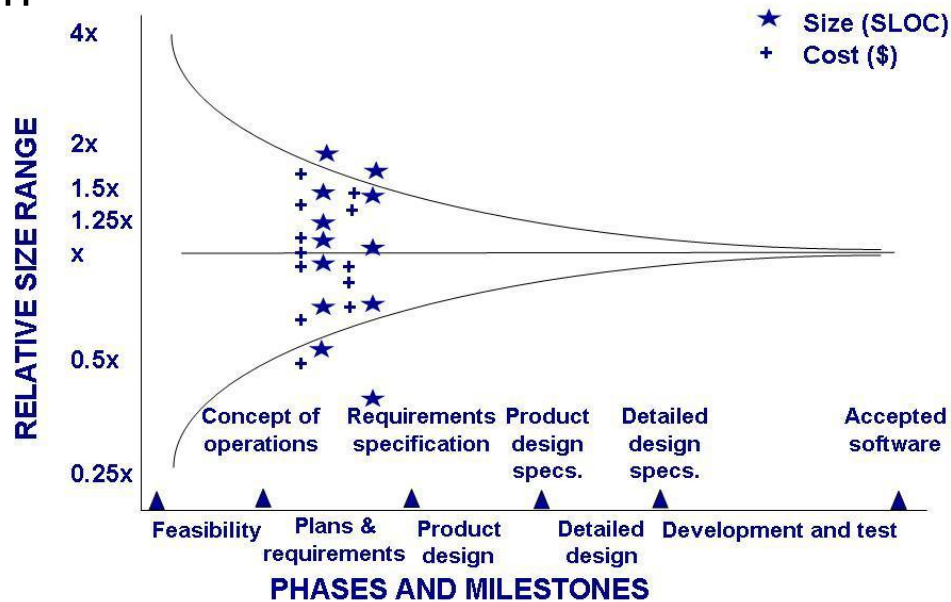 Size (SLOC)
Cost ($)
RELATIVE SIZE RANGE
4x
2x
1.5x
1.25x
x
0.5x
0.25x
Concept of
operations
Requirements
specification
Product
design
specs.
Detailed
design
specs.
Accepted
software
Feasibility
Plans &
requirements
Product
design
Detailed
design
Development and test
PHASES AND MILESTONES